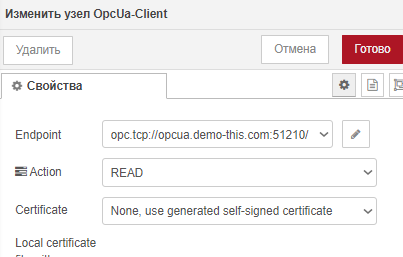 Изменить узел OpcUa-Client
Удалить
Отмена
Готово
Свойства
Endpoint
opc.tcp://opcua.demo-this.com:51210/
Action
READ
Certificate
None, use generated self-signed certificate
Local certificate